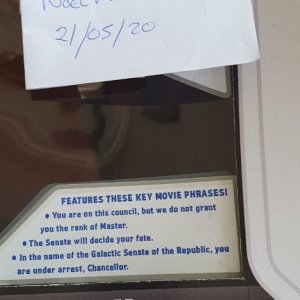 21/05/20
FEATURES THESE KEY MOVIE PHRASES!
• You are on this council, but we do not grant
you the rank of Master.
• The Senate will decide your fate.
• In the name of the Galactic Senate of the Republic, you
are under arrest, Chancellor.